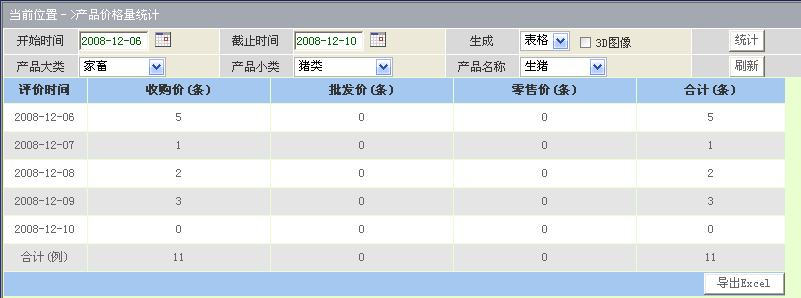 当前位置－->产品价格量统计
开始时间 2008-12-06 截止时间 2008-12-10 生成 表格 3D图像 统计
产品大类 家畜 产品小类 猪类 产品名称 生猪 刷新
评价时间 收购价(条) 批发价(条) 零售价(条) 合计(条)
2008-12-06 5 0 0 5
2008-12-07 1 0 0 1
2008-12-08 2 0 0 2
2008-12-09 3 0 0 3
2008-12-10 0 0 0 0
合计(例) 11 0 0 11
导出Excel